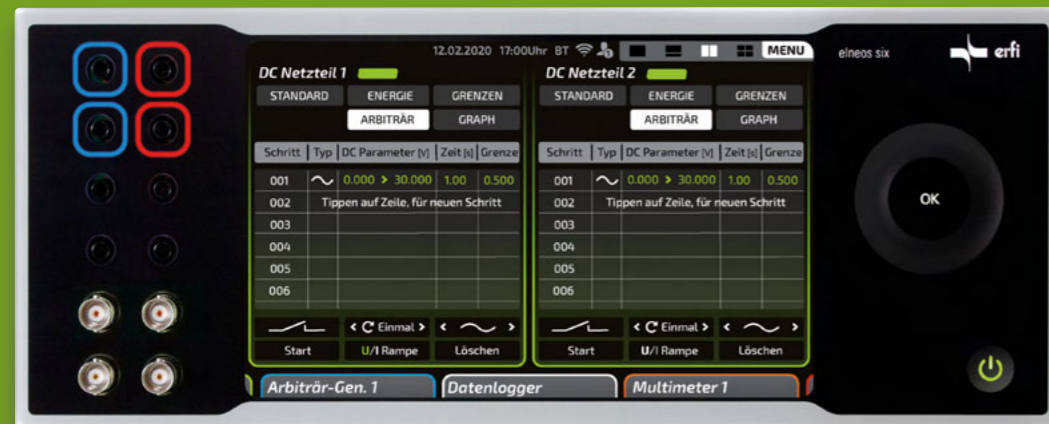 12.02.2020 17:00Uhr BT MENU
elneos six erfi
DC Netzteil 1
STANDARD ENERGIE GRENZEN
ARBITRÄR GRAPH
Schritt Typ DC Parameter [V] Zeit [s] Grenze
001 0.000 > 30.000 1.00 0.500
002 Tippen auf Zeile, für neuen Schritt
003
004
005
006
< Einmal > < >
Start U/I Rampe Löschen
DC Netzteil 2
STANDARD ENERGIE GRENZEN
ARBITRÄR GRAPH
Schritt Typ DC Parameter [V] Zeit [s] Grenze
001 0.000 > 30.000 1.00 0.500
002 Tippen auf Zeile, für neuen Schritt
003
004
005
006
< Einmal > < >
Start U/I Rampe Löschen
OK
Arbiträr-Gen. 1 Datenlogger Multimeter 1